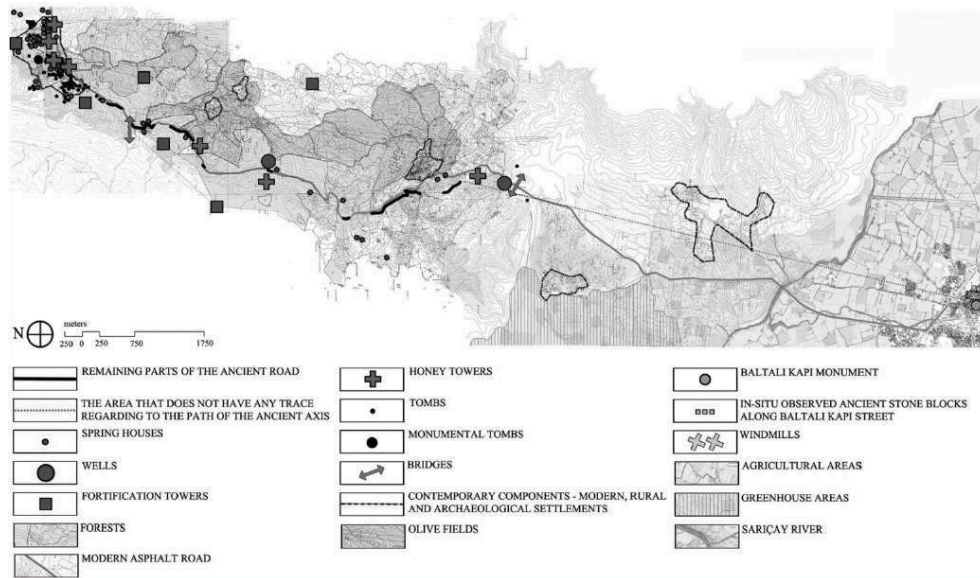 N
meters
250 0 250 750 1750
REMAINING PARTS OF THE ANCIENT ROAD
THE AREA THAT DOES NOT HAVE ANY TRACE
REGARDING TO THE PATH OF THE ANCIENT AXIS
SPRING HOUSES
WELLS
FORTIFICATION TOWERS
FORESTS
MODERN ASPHALT ROAD
HONEY TOWERS
TOMBS
MONUMENTAL TOMBS
BRIDGES
CONTEMPORARY COMPONENTS - MODERN, RURAL
AND ARCHAEOLOGICAL SETTLEMENTS
OLIVE FIELDS
BALTALI KAPI MONUMENT
IN-SITU OBSERVED ANCIENT STONE BLOCKS
ALONG BALTALI KAPI STREET
WINDMILLS
AGRICULTURAL AREAS
GREENHOUSE AREAS
SARIÇAY RIVER